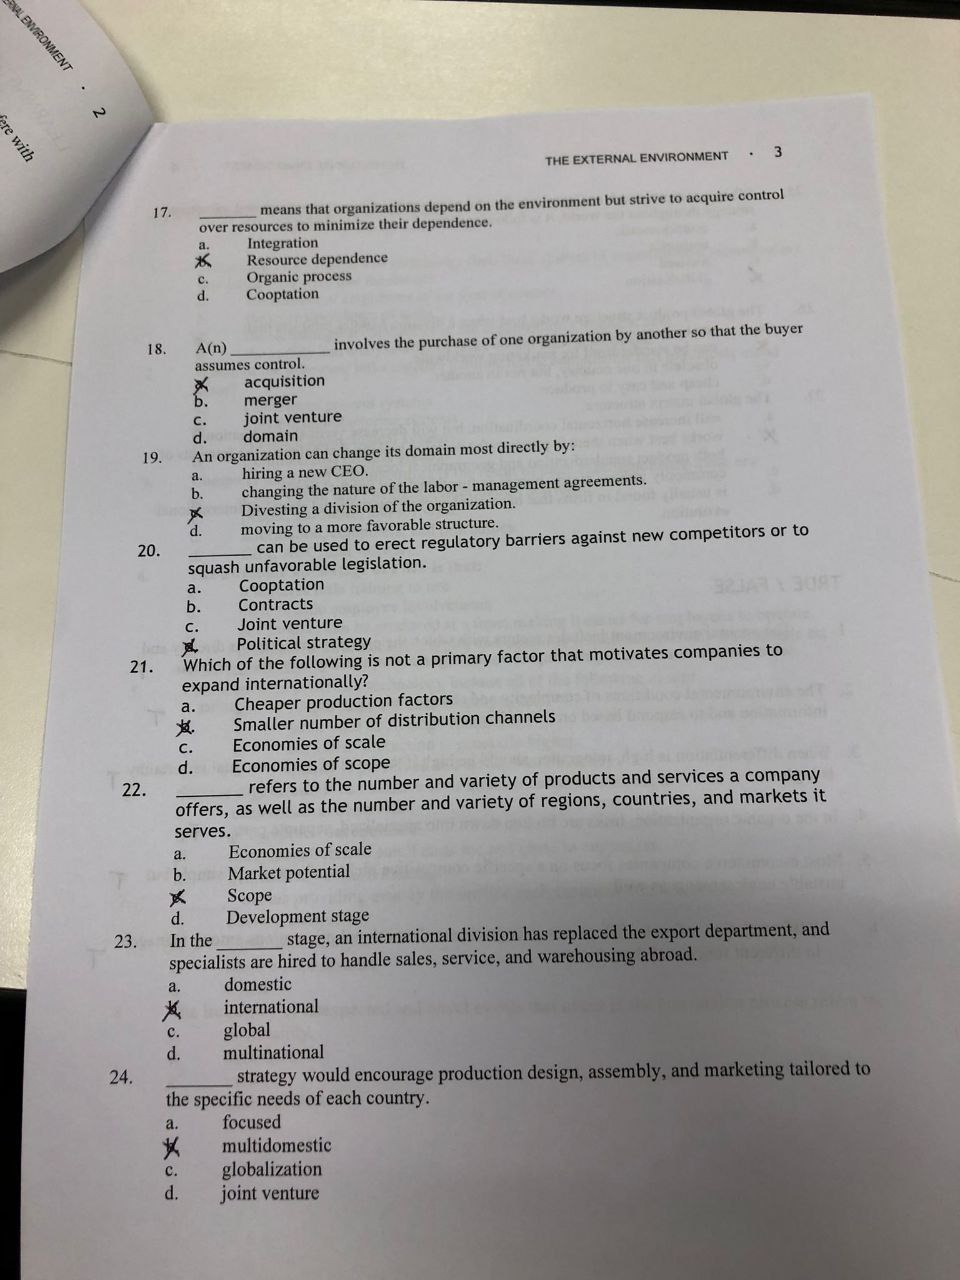 ERNAL ENVIRONMENT · 2
ere with
THE EXTERNAL ENVIRONMENT · 3
17. _______ means that organizations depend on the environment but strive to acquire control
over resources to minimize their dependence.
a. Integration
Resource dependence
c. Organic process
d. Cooptation
18. A(n) ____________ involves the purchase of one organization by another so that the buyer
assumes control.
acquisition
b. merger
c. joint venture
d. domain
19. An organization can change its domain most directly by:
a. hiring a new CEO.
b. changing the nature of the labor - management agreements.
Divesting a division of the organization.
d. moving to a more favorable structure.
20. _______ can be used to erect regulatory barriers against new competitors or to
squash unfavorable legislation.
a. Cooptation
b. Contracts
c. Joint venture
d. Political strategy
21. Which of the following is not a primary factor that motivates companies to
expand internationally?
a. Cheaper production factors
b. Smaller number of distribution channels
c. Economies of scale
d. Economies of scope
22. _______ refers to the number and variety of products and services a company
offers, as well as the number and variety of regions, countries, and markets it
serves.
a. Economies of scale
b. Market potential
Scope
d. Development stage
23. In the _______ stage, an international division has replaced the export department, and
specialists are hired to handle sales, service, and warehousing abroad.
a. domestic
international
c. global
d. multinational
24. _______ strategy would encourage production design, assembly, and marketing tailored to
the specific needs of each country.
a. focused
multidomestic
c. globalization
d. joint venture